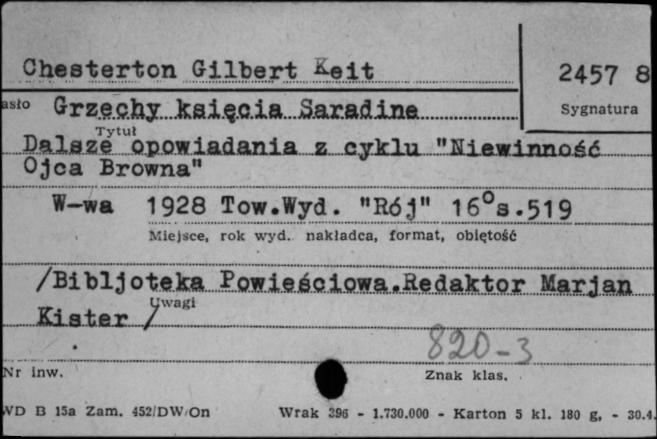 Chesterton Gilbert Keit
2457 8
asło Grzechy księcia Saradine
Sygnatura
Tytuł
Dalsze opowiadania z cyklu "Niewinność
Ojca Browna"
W-wa 1928 Tow.Wyd. "Rój" 16°s.519
Miejsce, rok wyd. nakładca, format, objętość
/Bibljoteka Powieściowa.Redaktor Marjan
Uwagi
Kister /
820-3
Nr inw.
Znak klas.
WD B 15a Zam. 452/DW/On Wrak 396 - 1.730.000 - Karton 5 kl. 180 g, - 30.4.